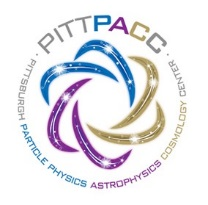 PITTPACC
PITTSBURGH PARTICLE PHYSICS ASTROPHYSICS COSMOLOGY CENTER